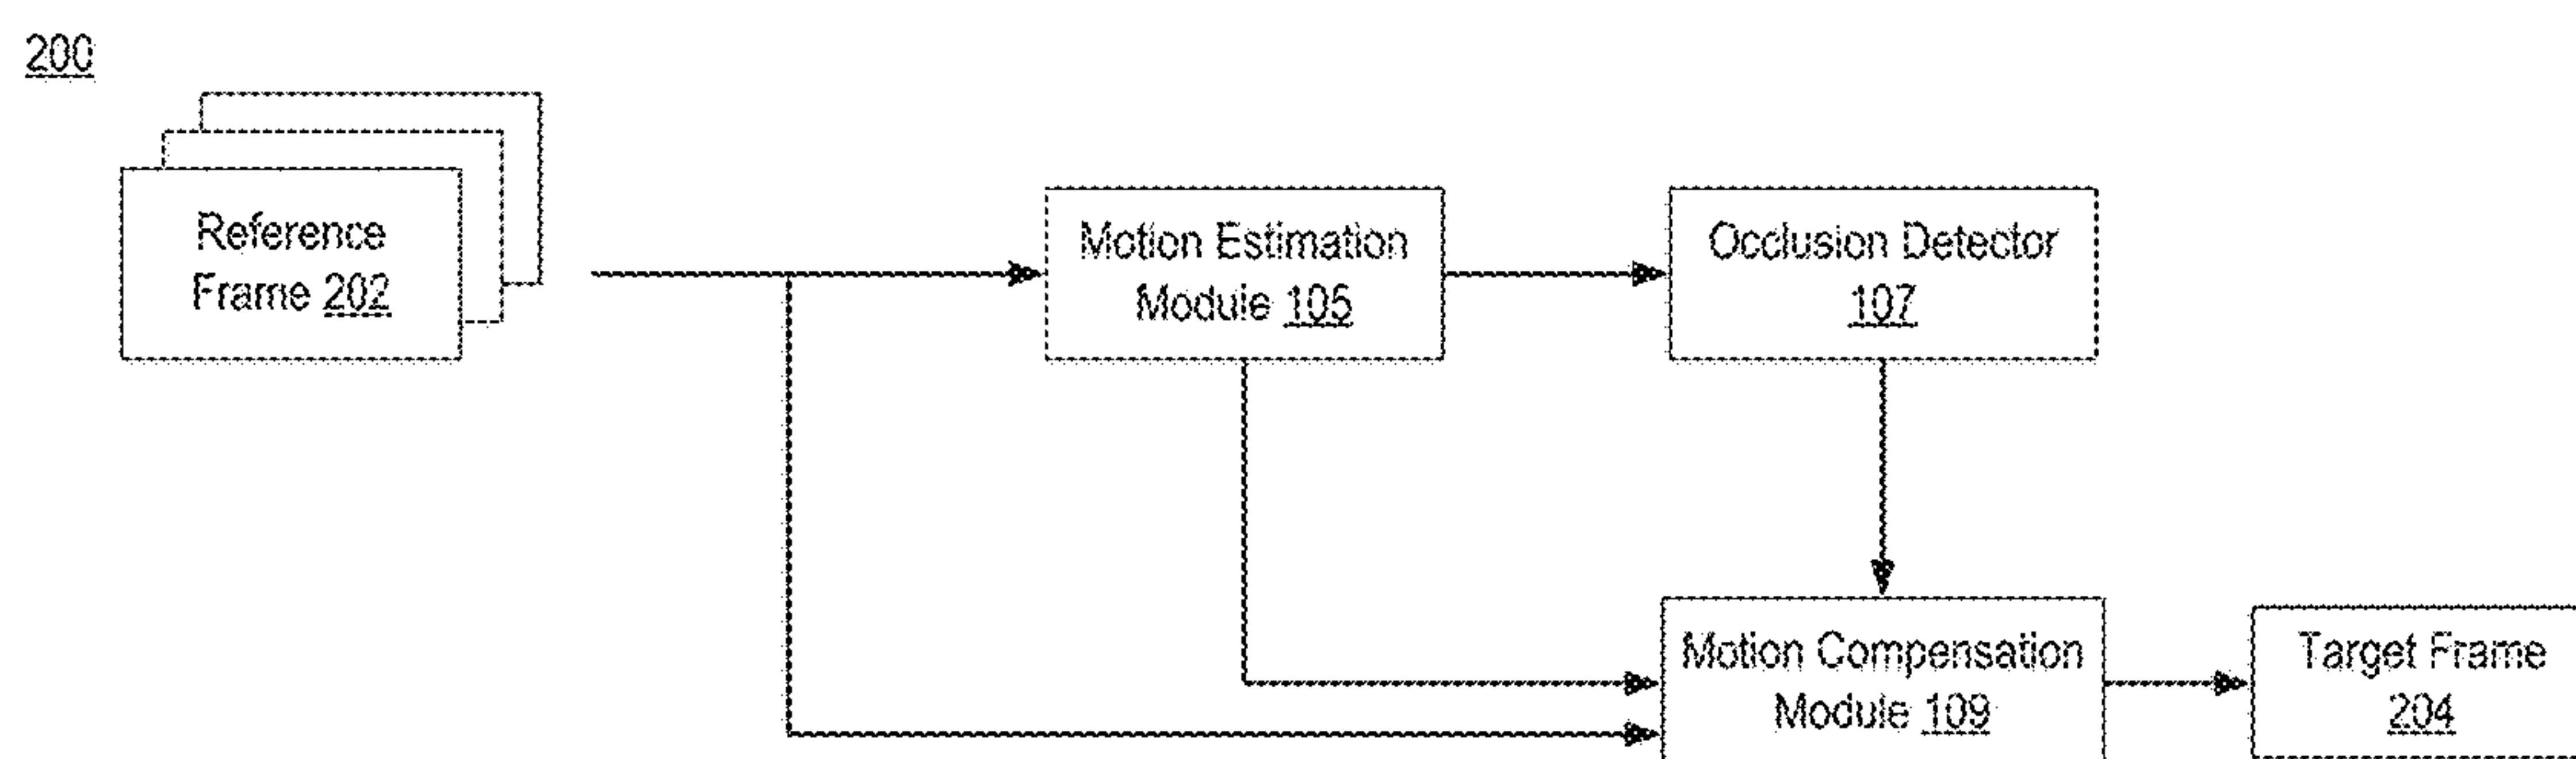 200
Reference
Frame 202
Motion Estimation
Module 105
Occlusion Detector
107
Motion Compensation
Module 109
Target Frame
204